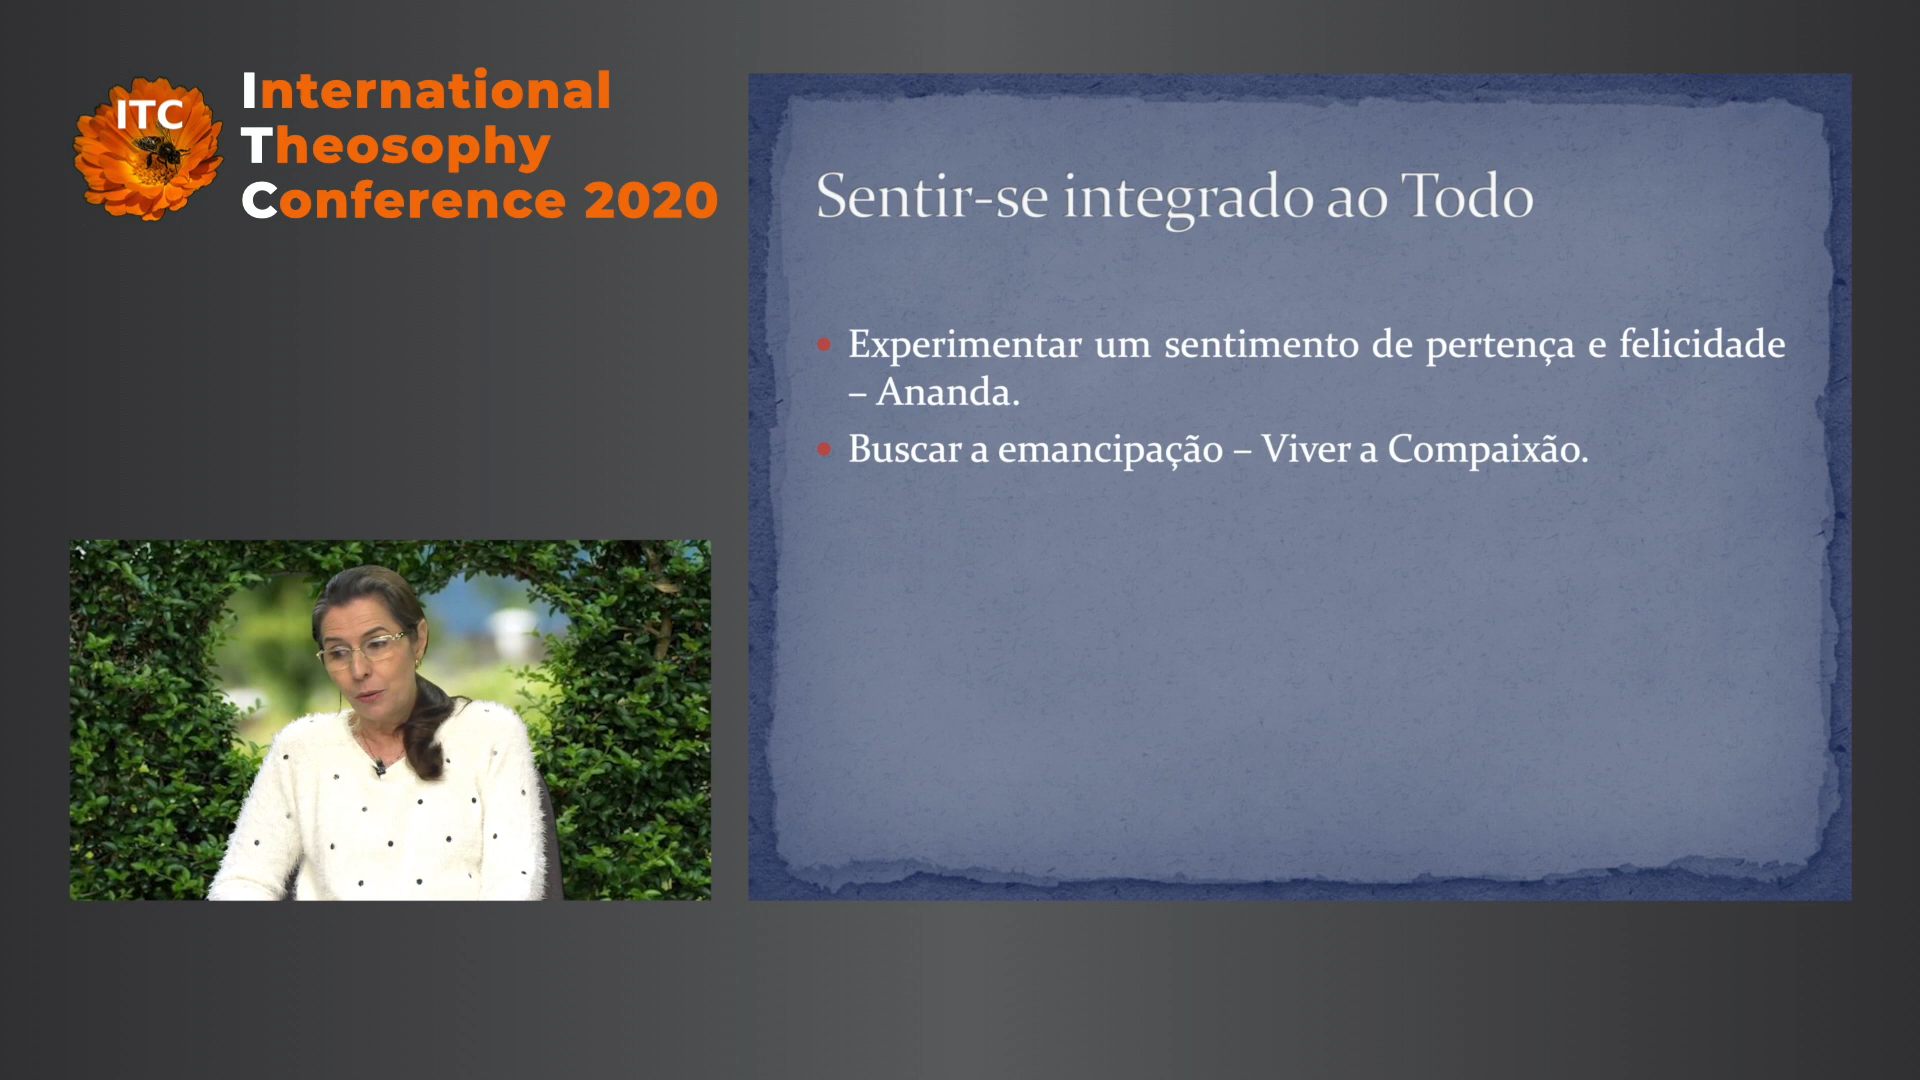 ITC
International
Theosophy
Conference 2020
Sentir-se integrado ao Todo
• Experimentar um sentimento de pertença e felicidade
– Ananda.
• Buscar a emancipação – Viver a Compaixão.